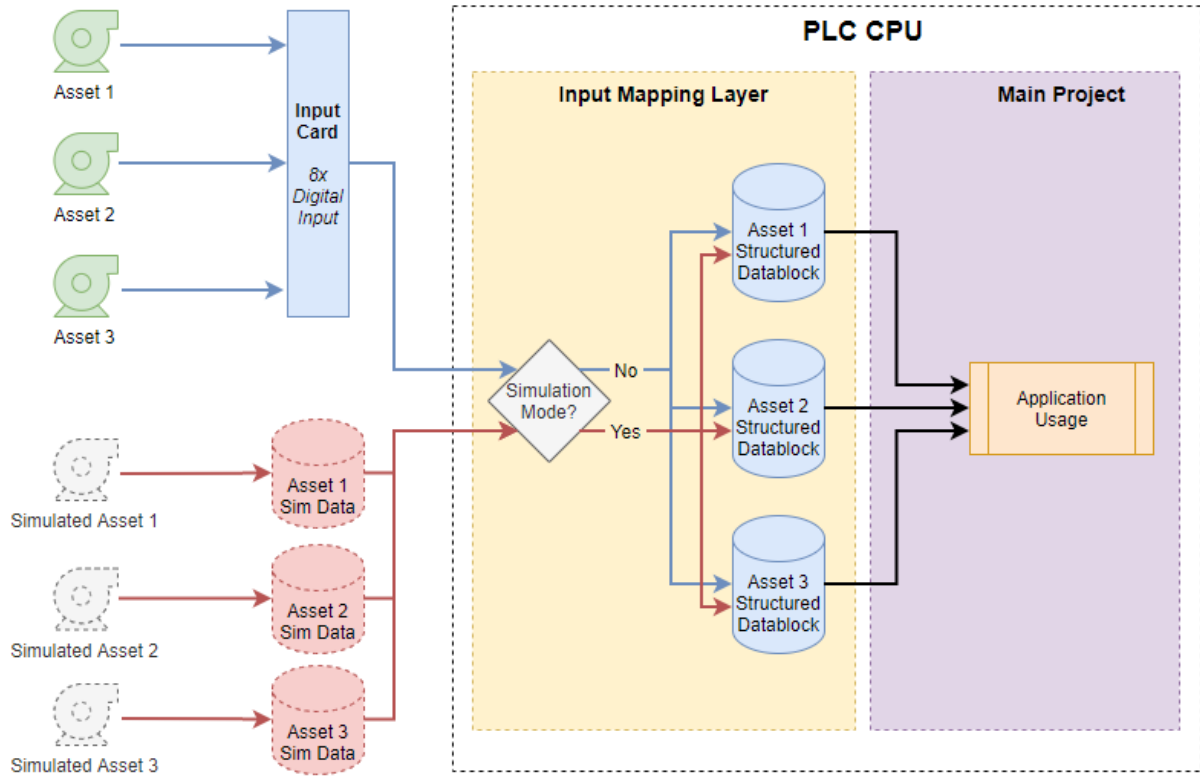 PLC CPU
Asset 1
Asset 2
Asset 3
Input
Card
8x
Digital
Input
Simulated Asset 1
Simulated Asset 2
Simulated Asset 3
Asset 1
Sim Data
Asset 2
Sim Data
Asset 3
Sim Data
Input Mapping Layer
Simulation
Mode?
No
Yes
Asset 1
Structured
Datablock
Asset 2
Structured
Datablock
Asset 3
Structured
Datablock
Main Project
Application
Usage